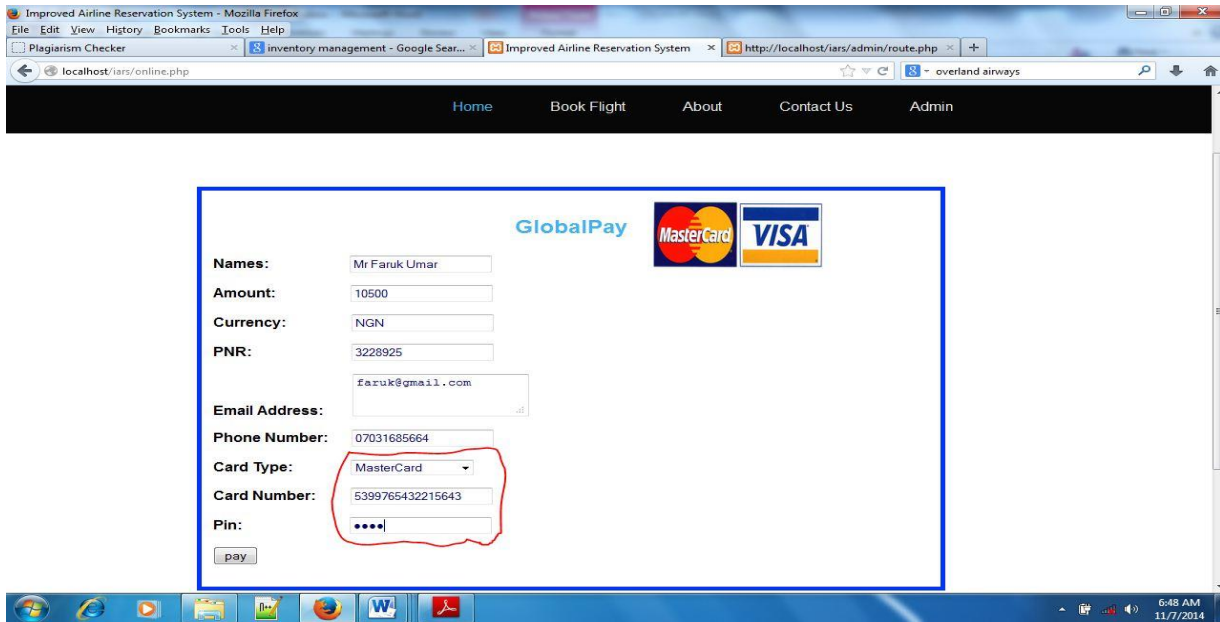 Improved Airline Reservation System - Mozilla Firefox
File Edit View History Bookmarks Tools Help
Plagiarism Checker × inventory management - Google Sear... × Improved Airline Reservation System × http://localhost/iars/admin/route.php × +
localhost/iars/online.php overland airways
Home Book Flight About Contact Us Admin
GlobalPay MasterCard VISA
Names: Mr Faruk Umar
Amount: 10500
Currency: NGN
PNR: 3228925
faruk@gmail.com
Email Address:
Phone Number: 07031685664
Card Type: MasterCard
Card Number: 5399765432215643
Pin: ••••
pay
6:48 AM
11/7/2014